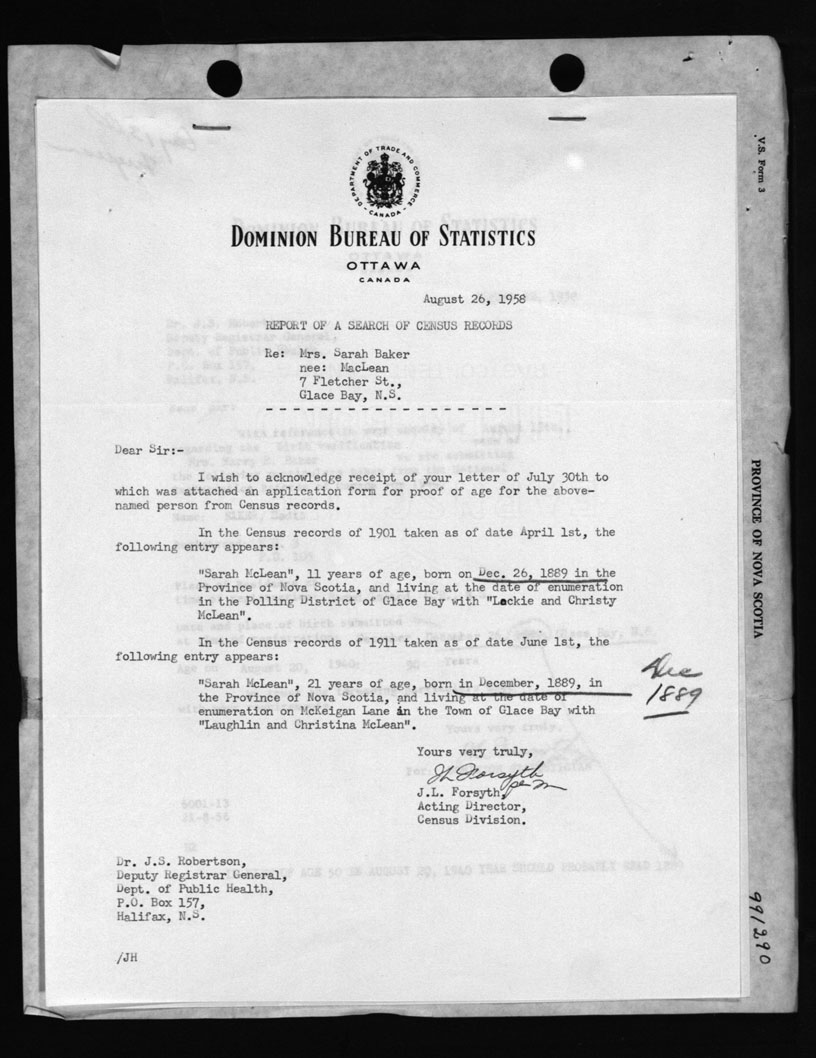 DEPARTMENT OF TRADE AND COMMERCE
CANADA
DOMINION BUREAU OF STATISTICS
OTTAWA
CANADA
August 26, 1958
REPORT OF A SEARCH OF CENSUS RECORDS
Re: Mrs. Sarah Baker
nee: MacLean
7 Fletcher St.,
Glace Bay, N.S.
Dear Sir:-
I wish to acknowledge receipt of your letter of July 30th to
which was attached an application form for proof of age for the above-
named person from Census records.
In the Census records of 1901 taken as of date April 1st, the
following entry appears:
"Sarah McLean", 11 years of age, born on Dec. 26, 1889 in the
Province of Nova Scotia, and living at the date of enumeration
in the Polling District of Glace Bay with "Lackie and Christy
McLean".
In the Census records of 1911 taken as of date June 1st, the
following entry appears:
"Sarah McLean", 21 years of age, born in December, 1889, in
the Province of Nova Scotia, and living at the date of
enumeration on McKeigan Lane in the Town of Glace Bay with
"Laughlin and Christina McLean".
Dec
1889
Yours very truly,
JL Forsyth
per m
J.L. Forsyth,
Acting Director,
Census Division.
Dr. J.S. Robertson,
Deputy Registrar General,
Dept. of Public Health,
P.O. Box 157,
Halifax, N.S.
/JH
V.S. Form 3
PROVINCE OF NOVA SCOTIA
991290